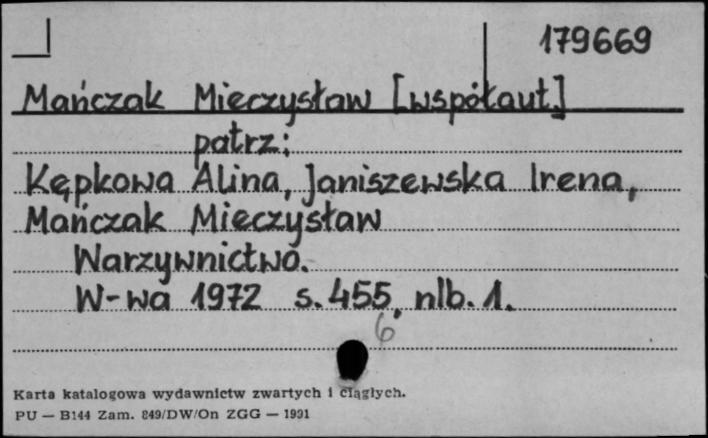 179669
Mańczak Mieczysław [współaut.]
patrz:
Kępkowa Alina, Janiszewska Irena,
Mańczak Mieczysław
Warzywnictwo.
W-wa 1972 s. 455, nlb. 1.
6
Karta katalogowa wydawnictw zwartych i ciągłych.
PU — B144 Zam. 849/DW/On ZGG — 1991